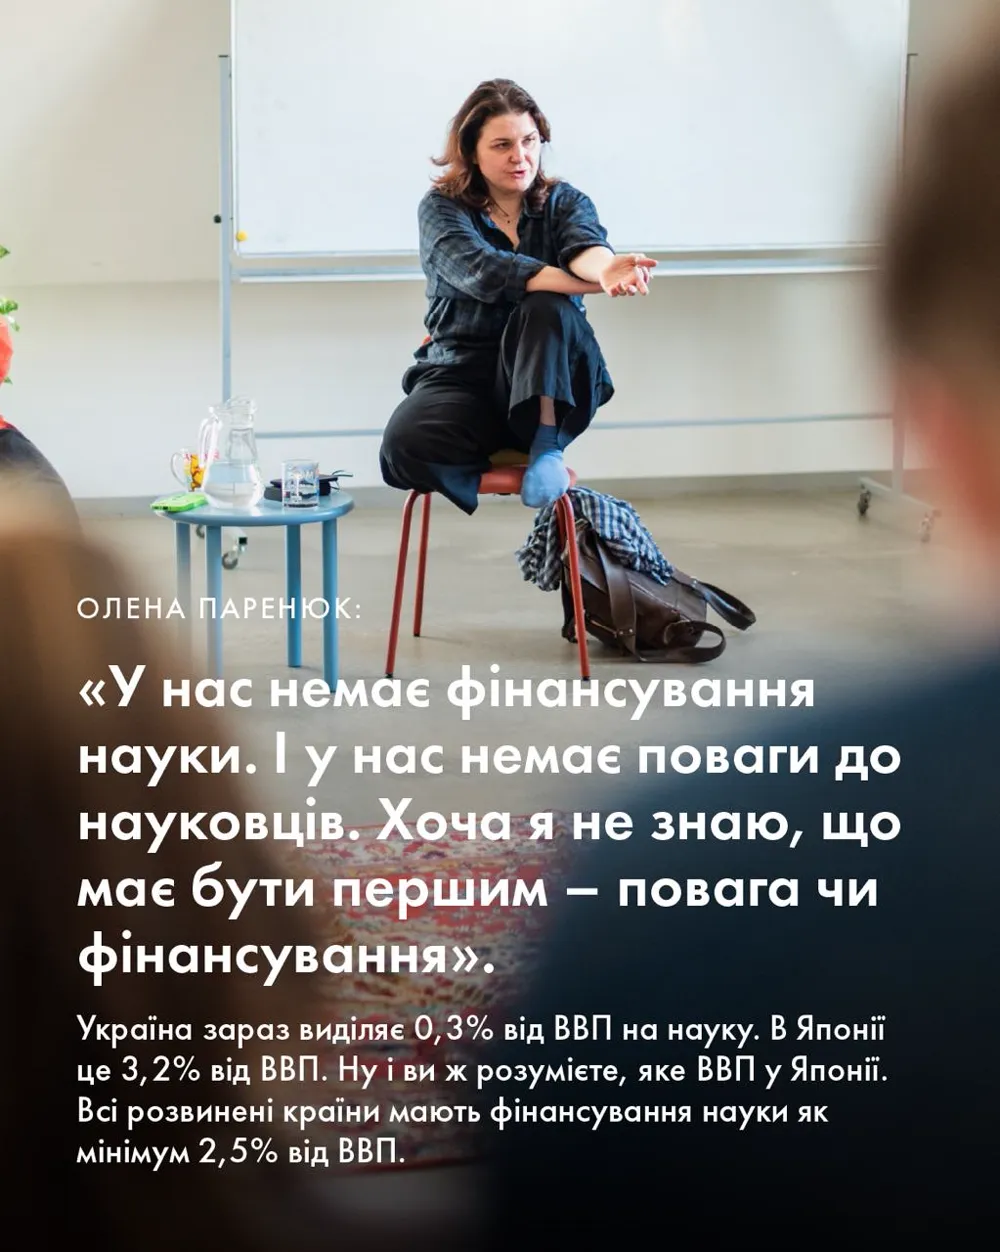 ОЛЕНА ПАРЕНЮК:
«У нас немає фінансування
науки. І у нас немає поваги до
науковців. Хоча я не знаю, що
має бути першим – повага чи
фінансування».
Україна зараз виділяє 0,3% від ВВП на науку. В Японії
це 3,2% від ВВП. Ну і ви ж розумієте, яке ВВП у Японії.
Всі розвинені країни мають фінансування науки як
мінімум 2,5% від ВВП.